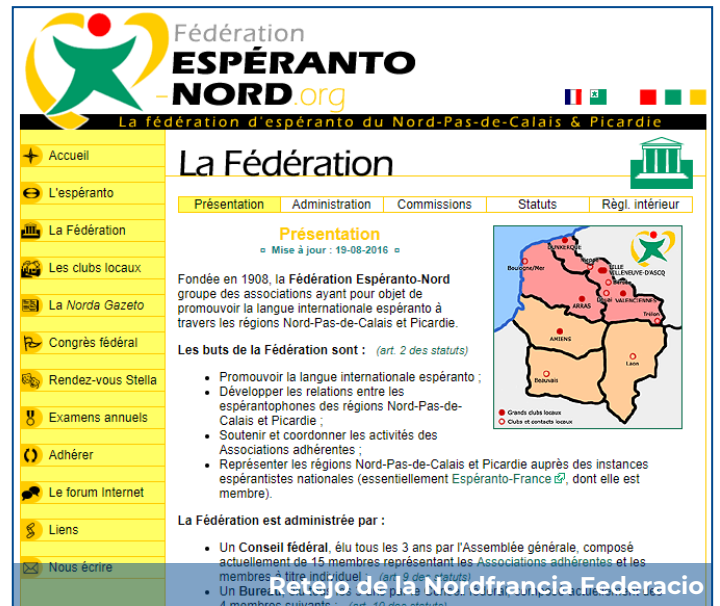 Fédération
ESPÉRANTO
-NORD.org
La fédération d'espéranto du Nord-Pas-de-Calais & Picardie
Accueil
L'espéranto
La Fédération
Les clubs locaux
La Norda Gazeto
Congrès fédéral
Rendez-vous Stella
Examens annuels
Adhérer
Le forum Internet
Liens
Nous écrire
La Fédération
Présentation Administration Commissions Statuts Règl. intérieur
Présentation
Mise à jour : 19-08-2016
Fondée en 1908, la Fédération Espéranto-Nord
groupe des associations ayant pour objet de
promouvoir la langue internationale espéranto à
travers les régions Nord-Pas-de-Calais et Picardie.
Les buts de la Fédération sont : (art. 2 des statuts)
• Promouvoir la langue internationale espéranto ;
• Développer les relations entre les
espérantophones des régions Nord-Pas-de-
Calais et Picardie ;
• Soutenir et coordonner les activités des
Associations adhérentes ;
• Représenter les régions Nord-Pas-de-Calais et Picardie auprès des instances
espérantistes nationales (essentiellement Espéranto-France, dont elle est
membre).
La Fédération est administrée par :
• Un Conseil fédéral, élu tous les 3 ans par l'Assemblée générale, composé
actuellement de 15 membres représentant les Associations adhérentes et les
membres à titre individuel ; (art. 9 des statuts)
• Un Bureau
DUNKERQUE
Boulogne/Mer
LILLE
VILLENEUVE-D'ASCQ
Douai
VALENCIENNES
ARRAS
Trélon
AMIENS
Laon
Beauvais
Grands clubs locaux
Clubs et contacts locaux
Retejo de la Nordfrancia Federacio